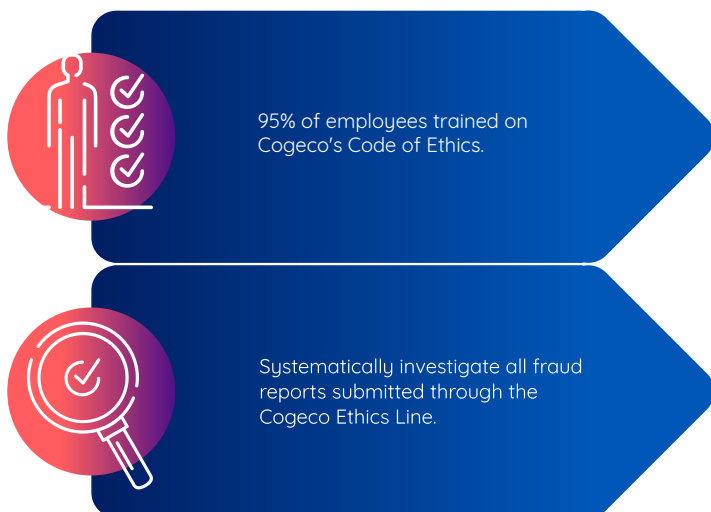 95% of employees trained on
Cogeco's Code of Ethics.
Systematically investigate all fraud
reports submitted through the
Cogeco Ethics Line.